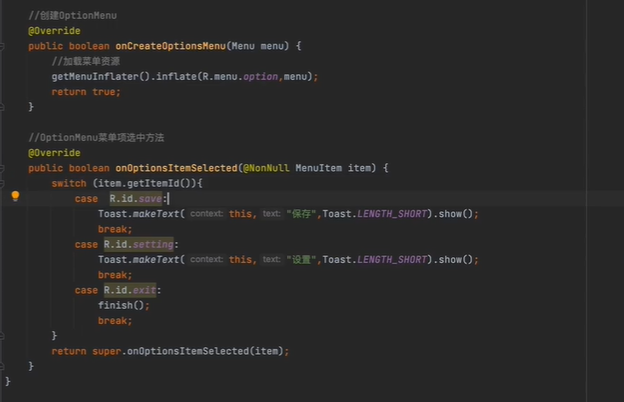 //创建OptionMenu
@Override
public boolean onCreateOptionsMenu(Menu menu) {
//加载菜单资源
getMenuInflater().inflate(R.menu.option,menu);
return true;
}
//OptionMenu菜单项选中方法
@Override
public boolean onOptionsItemSelected(@NonNull MenuItem item) {
switch (item.getItemId()){
case  R.id.save:
Toast.makeText( context: this, text: "保存",Toast.LENGTH_SHORT).show();
break;
case R.id.setting:
Toast.makeText( context: this, text: "设置",Toast.LENGTH_SHORT).show();
break;
case R.id.exit:
finish();
break;
}
return super.onOptionsItemSelected(item);
}
}